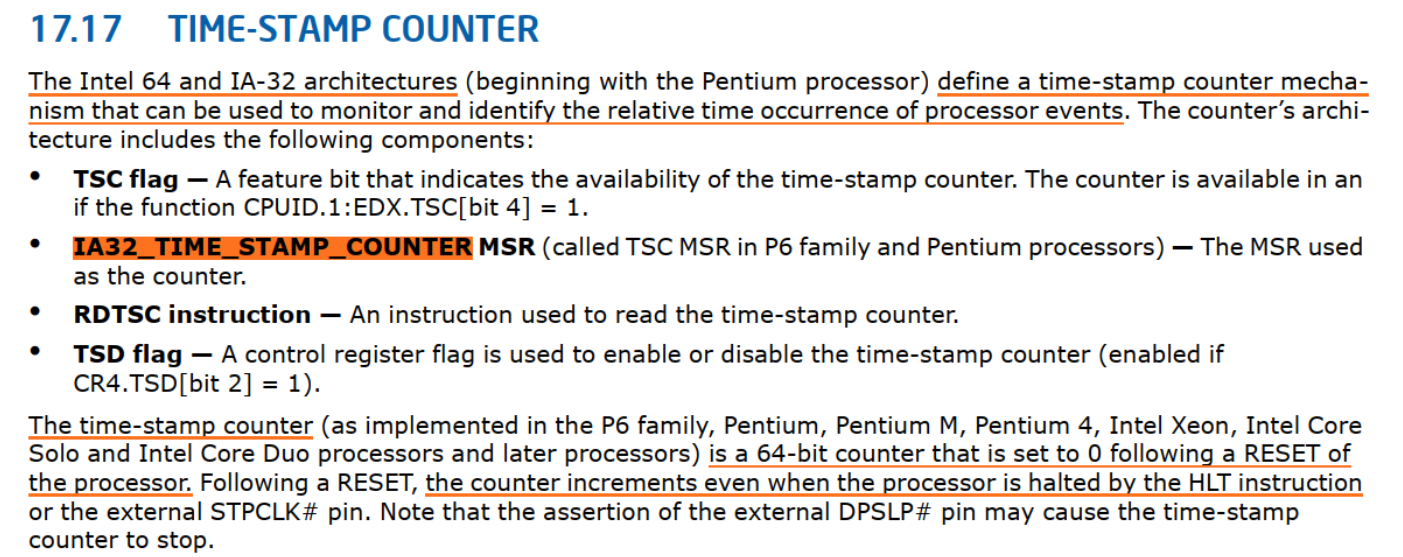 17.17 TIME-STAMP COUNTER
The Intel 64 and IA-32 architectures (beginning with the Pentium processor) define a time-stamp counter mecha-
nism that can be used to monitor and identify the relative time occurrence of processor events. The counter’s archi-
tecture includes the following components:
• TSC flag — A feature bit that indicates the availability of the time-stamp counter. The counter is available in an
if the function CPUID.1:EDX.TSC[bit 4] = 1.
• IA32_TIME_STAMP_COUNTER MSR (called TSC MSR in P6 family and Pentium processors) — The MSR used
as the counter.
• RDTSC instruction — An instruction used to read the time-stamp counter.
• TSD flag — A control register flag is used to enable or disable the time-stamp counter (enabled if
CR4.TSD[bit 2] = 1).
The time-stamp counter (as implemented in the P6 family, Pentium, Pentium M, Pentium 4, Intel Xeon, Intel Core
Solo and Intel Core Duo processors and later processors) is a 64-bit counter that is set to 0 following a RESET of
the processor. Following a RESET, the counter increments even when the processor is halted by the HLT instruction
or the external STPCLK# pin. Note that the assertion of the external DPSLP# pin may cause the time-stamp
counter to stop.